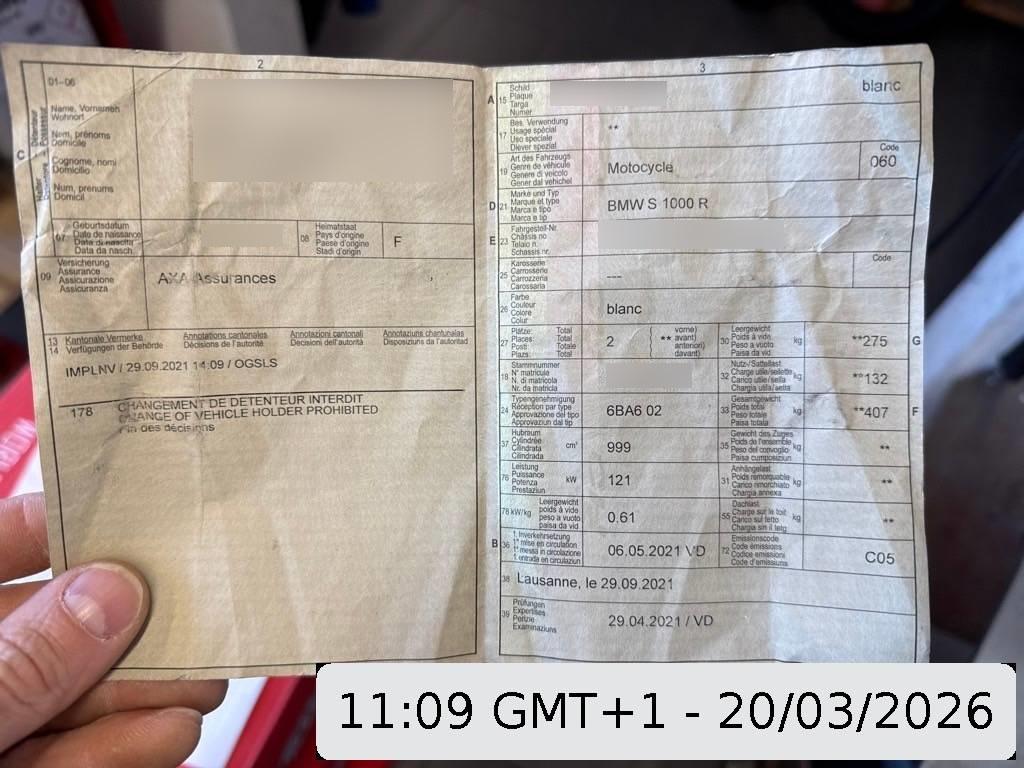 2
01-06
C
Halter Détenteur
Detentore Possessur
Name, Vornamen
Wohnort
Nom, prénoms
Domicile
Cognome, nomi
Domicilio
Num, prenums
Domicil
07
Geburtsdatum
Date de naissance
Data di nascita
Data da nasch.
08
Heimatstaat
Pays d'origine
Paese d'origine
Stadi d'origin
F
09
Versicherung
Assurance
Assicurazione
Assicuranza
AXA Assurances
13
14
Kantonale Vermerke
Verfügungen der Behörde
Annotations cantonales
Décisions de l'autorité
Annotazioni cantonali
Decisioni dell'autorità
Annotaziuns chantunalas
Disposiziuns da l'autoritad
IMPLNV / 29.09.2021 14:09 / OGSLS
178 CHANGEMENT DE DETENTEUR INTERDIT
CHANGE OF VEHICLE HOLDER PROHIBITED
Fin des décisions
3
A 15
Schild
Plaque
Targa
Numer
blanc
17
Bes. Verwendung
Usage spécial
Uso speciale
Diever spezial
**
19
Art des Fahrzeugs
Genre de véhicule
Genere di veicolo
Gener dal vehichel
Motocycle
Code
060
D 21
Marke und Typ
Marque et type
Marca e tipo
Marca e tip
BMW S 1000 R
E 23
Fahrgestell-Nr.
Châssis no
Telaio n.
Schassis nr.
25
Karosserie
Carrosserie
Carrozzeria
Carossaria
---
Code
26
Farbe
Couleur
Colore
Colur
blanc
27
Plätze: Total
Places: Total
Posti: Totale
Plazs: Total
2
( vorne)
( ** avant)
( anteriori)
( davant)
30
Leergewicht
Poids à vide
Peso a vuoto
Paisa da vid
kg
**275
G
18
Stammnummer
N° matricule
N. di matricola
Nr. da matricla
32
Nutz-/Sattellast
Charge utile/sellette
Carico utile/sella
Chargia utila/sella
kg
**132
24
Typengenehmigung
Réception par type
Approvazione del tipo
Approvaziun dal tip
6BA6 02
33
Gesamtgewicht
Poids total
Peso totale
Paisa totala
kg
**407
F
37
Hubraum
Cylindrée
Cilindrata
Cilindrada
cm³
999
35
Gewicht des Zuges
Poids de l'ensemble
Peso del convoglio
Paisa cumposiziun
kg
**
76
Leistung
Puissance
Potenza
Prestaziun
kW
121
31
Anhängelast
Poids remorquable
Carico rimorchiato
Chargia annexa
kg
**
78 kW/kg
Leergewicht
poids à vide
peso a vuoto
paisa da vid
0.61
55
Dachlast
Charge sur le toit
Carico sul tetto
Chargia sin il tetg
kg
**
B 36
1. Inverkehrsetzung
1re mise en circulation
1a messa in circolazione
1. entrada en circulaziun
06.05.2021 VD
72
Emissionscode
Code émissions
Codice emissioni
Code d'emissiuns
C05
38 Lausanne, le 29.09.2021
39
Prüfungen
Expertises
Perizie
Examinaziuns
29.04.2021 / VD
11:09 GMT+1 - 20/03/2026